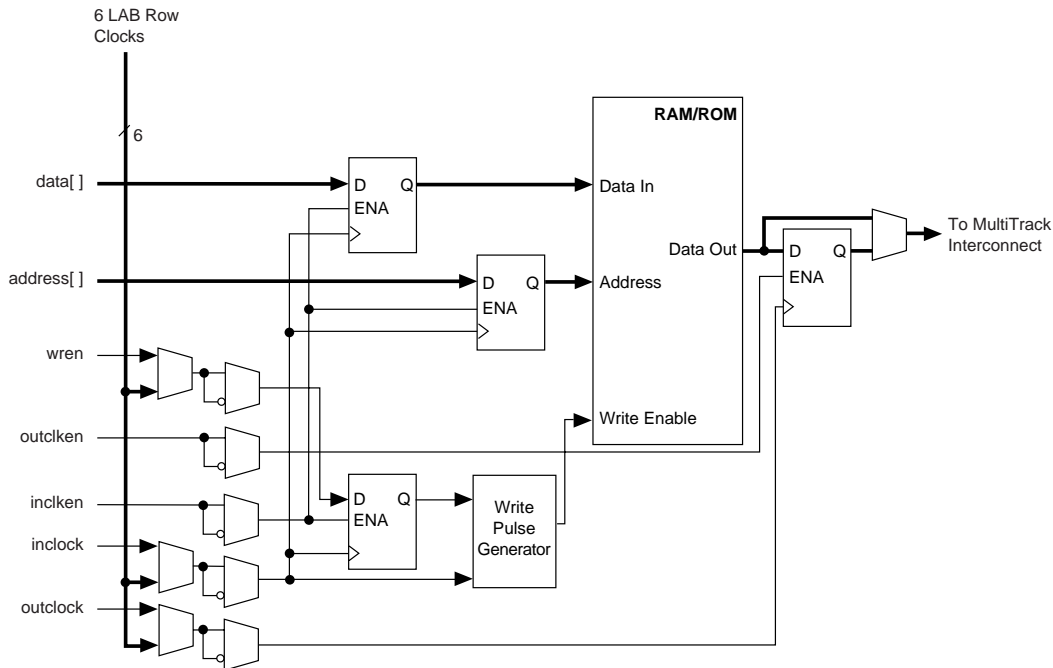 6 LAB Row
Clocks
6
RAM/ROM
data[ ]
D Q
ENA
Data In
To MultiTrack
Interconnect
Data Out
D Q
ENA
address[ ]
D Q
ENA
Address
wren
Write Enable
outclken
inclken
D Q
ENA
Write
Pulse
Generator
inclock
outclock